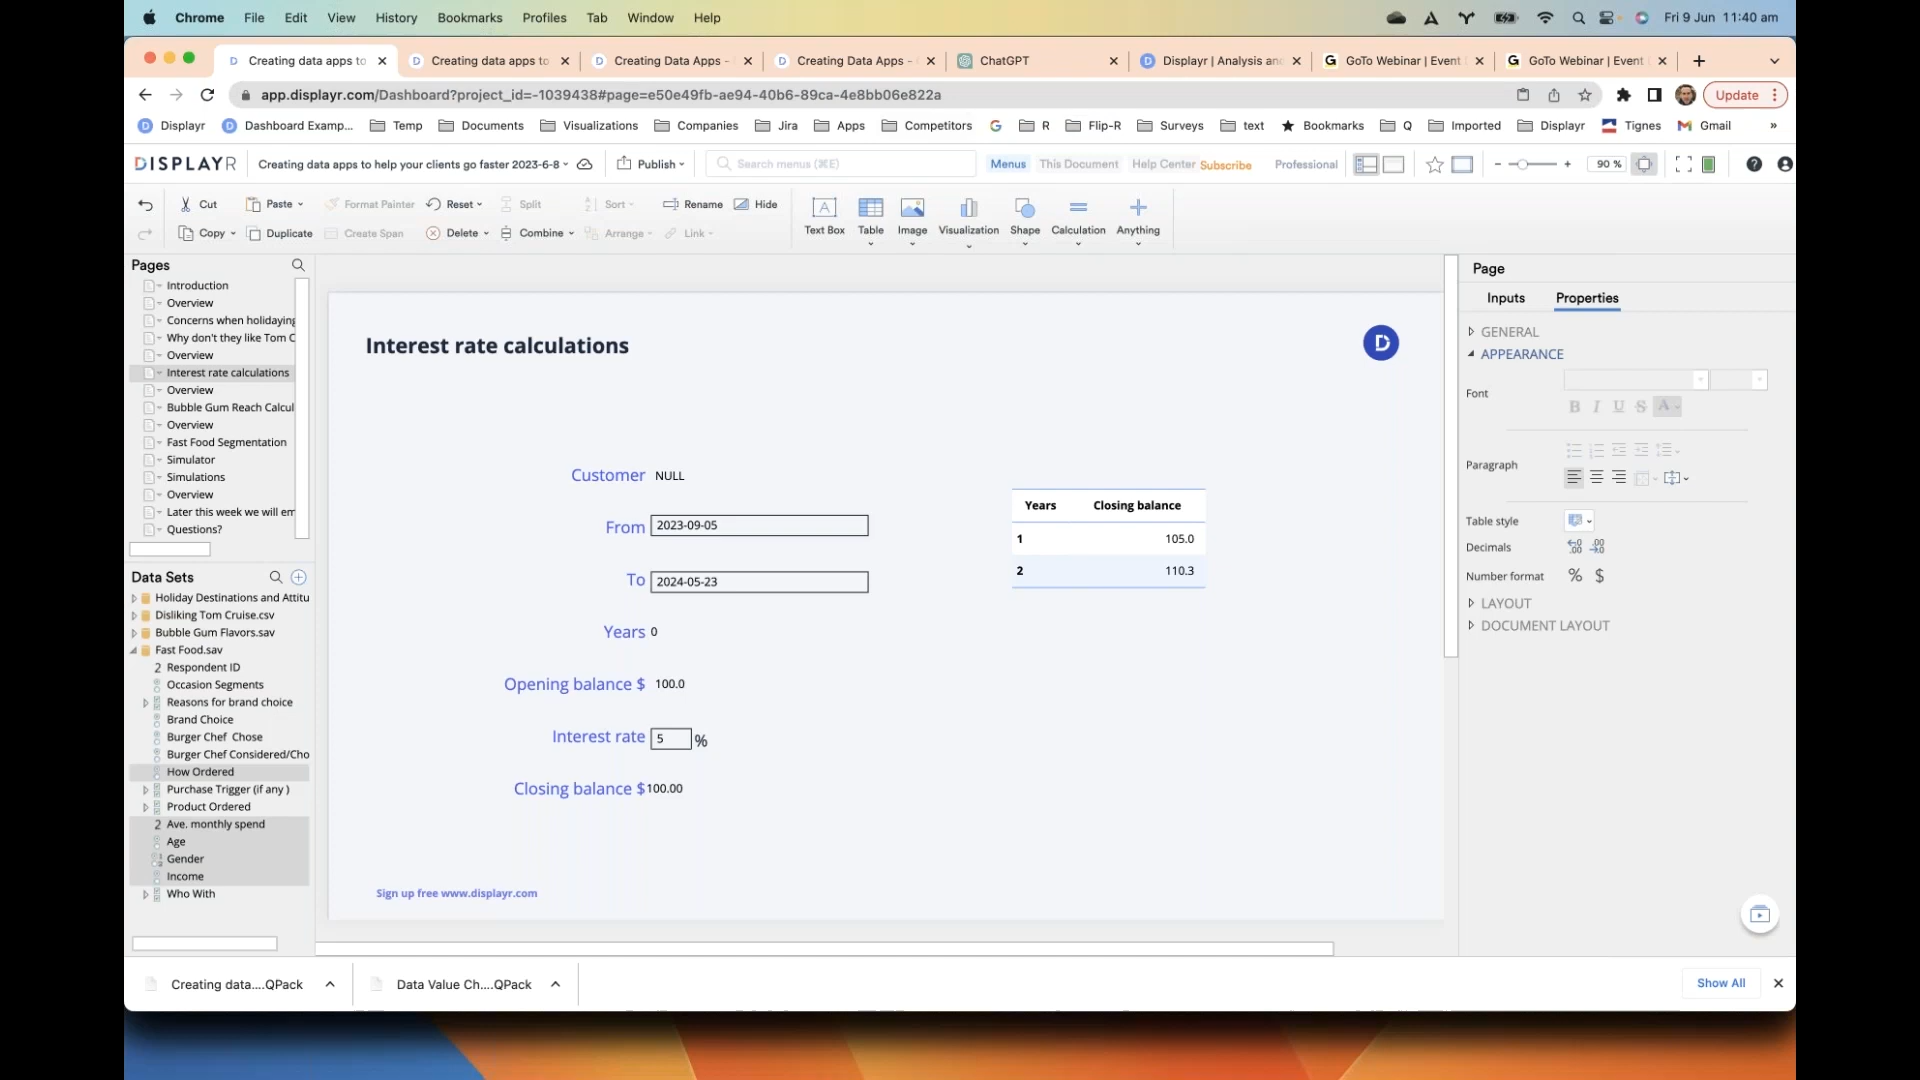 Chrome File Edit View History Bookmarks Profiles Tab Window Help Fri 9 Jun 11:40 am
Creating data apps to Creating data apps to Creating Data Apps - Creating Data Apps - ChatGPT Displayr | Analysis an GoTo Webinar | Event GoTo Webinar | Event
app.displayr.com/Dashboard?project_id=-1039438#page=e50e49fb-ae94-40b6-89ca-4e8bb06e822a Update
Displayr Dashboard Examp... Temp Documents Visualizations Companies Jira Apps Competitors R Flip-R Surveys text Bookmarks Q Imported Displayr Tignes Gmail »
DISPLAYR Creating data apps to help your clients go faster 2023-6-8 Publish Search menus (⌘E) Menus This Document Help Center Subscribe Professional 90 %
Cut Paste Format Painter Reset Split Sort Rename Hide
Copy Duplicate Create Span Delete Combine Arrange Link
Text Box Table Image Visualization Shape Calculation Anything
Pages
Introduction
Overview
Concerns when holidaying
Why don't they like Tom C
Overview
Interest rate calculations
Overview
Bubble Gum Reach Calcul
Overview
Fast Food Segmentation
Simulator
Simulations
Overview
Later this week we will em
Questions?
Data Sets
Holiday Destinations and Attitu
Disliking Tom Cruise.csv
Bubble Gum Flavors.sav
Fast Food.sav
2 Respondent ID
Occasion Segments
Reasons for brand choice
Brand Choice
Burger Chef Chose
Burger Chef Considered/Cho
How Ordered
Purchase Trigger (if any )
Product Ordered
2 Ave. monthly spend
Age
Gender
Income
Who With
Interest rate calculations
D
Customer NULL
From 2023-09-05
To 2024-05-23
Years 0
Opening balance $ 100.0
Interest rate 5 %
Closing balance $100.00
Years Closing balance
1 105.0
2 110.3
Sign up free www.displayr.com
Page
Inputs Properties
GENERAL
APPEARANCE
Font
B I U S A
Paragraph
Table style
Decimals
Number format % $
LAYOUT
DOCUMENT LAYOUT
Creating data....QPack Data Value Ch....QPack Show All